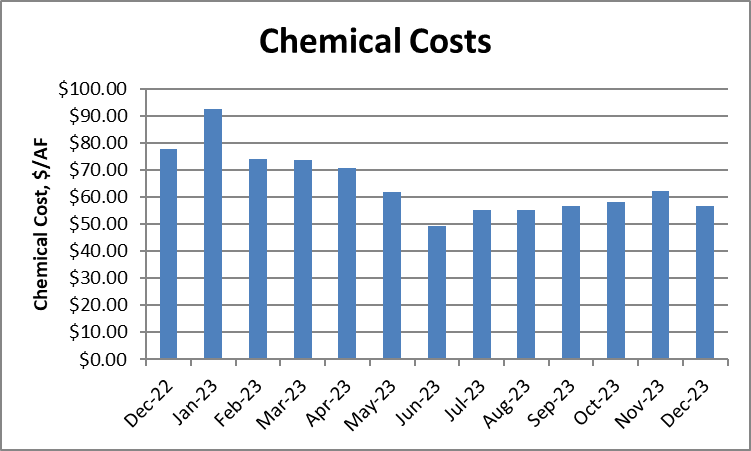 Chemical Costs
Chemical Cost, $/AF
$100.00
$90.00
$80.00
$70.00
$60.00
$50.00
$40.00
$30.00
$20.00
$10.00
$0.00
Dec-22
Jan-23
Feb-23
Mar-23
Apr-23
May-23
Jun-23
Jul-23
Aug-23
Sep-23
Oct-23
Nov-23
Dec-23